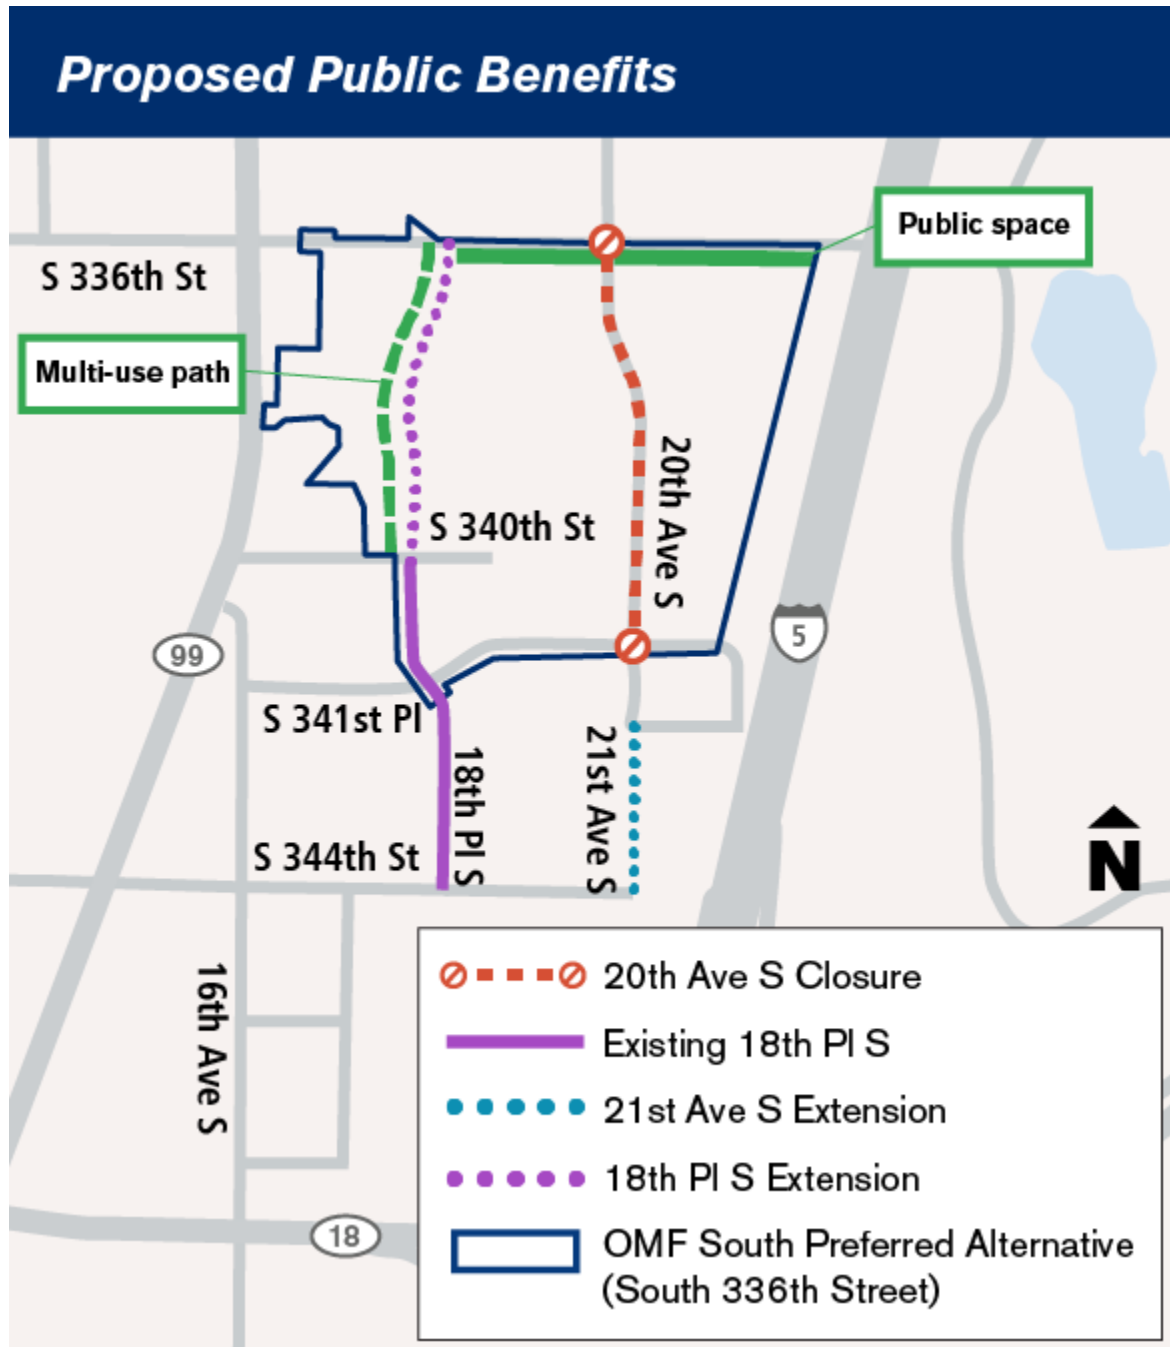 Proposed Public Benefits
Public space
S 336th St
Multi-use path
20th Ave S
S 340th St
5
99
S 341st Pl
18th Pl S
21st Ave S
S 344th St
N
16th Ave S
18
20th Ave S Closure
Existing 18th Pl S
21st Ave S Extension
18th Pl S Extension
OMF South Preferred Alternative
(South 336th Street)